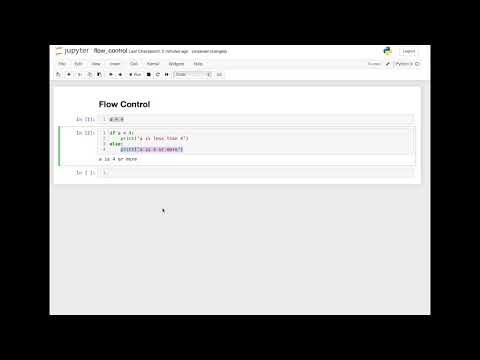 jupyter flow_control Last Checkpoint: 2 minutes ago (unsaved changes) Logout
File Edit View Insert Cell Kernel Widgets Help Trusted Python 3
Run Code
Flow Control
In [1]: 1 a = 4
In [2]: 1 if a < 4:
2 print("a is less than 4")
3 else:
4 print("a is 4 or more")
a is 4 or more
In [ ]: 1